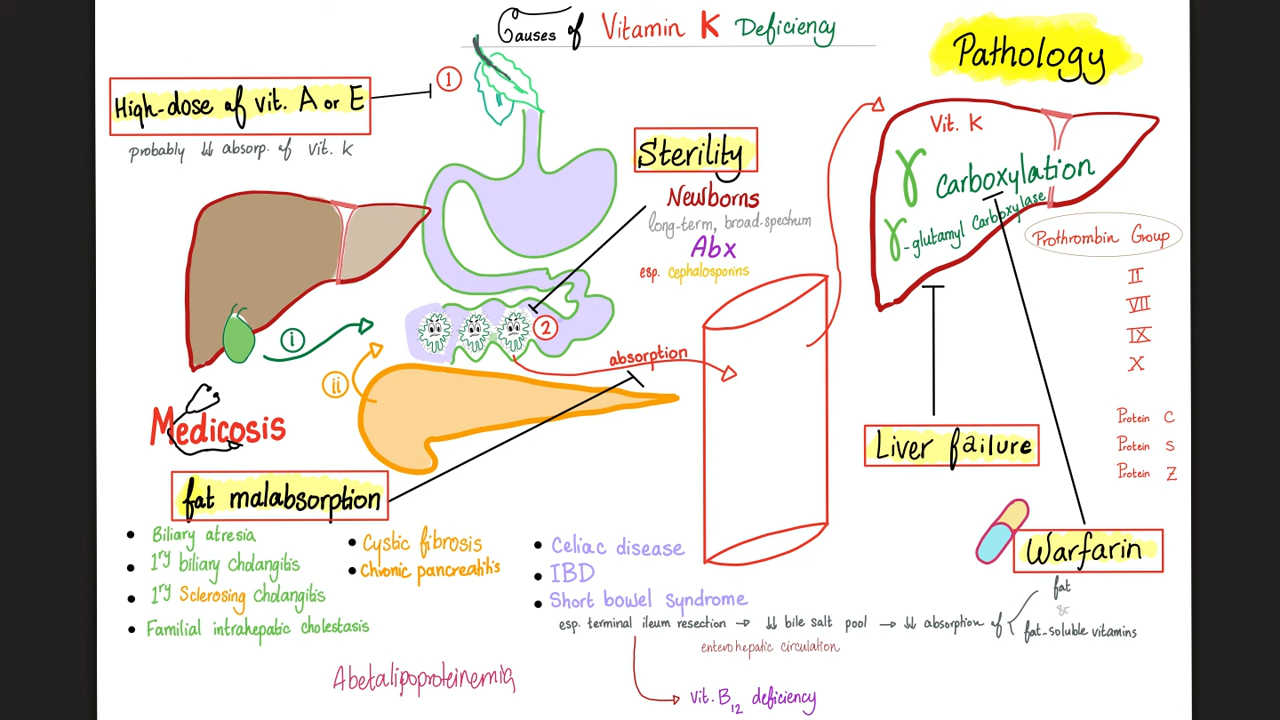 Causes of Vitamin K Deficiency
Pathology
High-dose of vit. A or E
probably ↓↓ absorp. of vit. K
1
Sterility
Newborns
long-term, broad-spectrum
Abx
esp. cephalosporins
2
absorption
i
ii
Medicosis
Vit. K
γ carboxylation
γ-glutamyl carboxylase
Prothrombin Group
II
VII
IX
X
Protein C
Protein S
Protein Z
Liver failure
Warfarin
fat malabsorption
• Biliary atresia
• 1ry biliary cholangitis
• 1ry Sclerosing Cholangitis
• Familial intrahepatic cholestasis
• Cystic fibrosis
• Chronic pancreatitis
• Celiac disease
• IBD
• Short bowel syndrome
esp. terminal ileum resection → ↓↓ bile salt pool → ↓↓ absorption of
fat
&
fat-soluble vitamins
enterohepatic circulation
vit. B12 deficiency
Abetalipoproteinemia